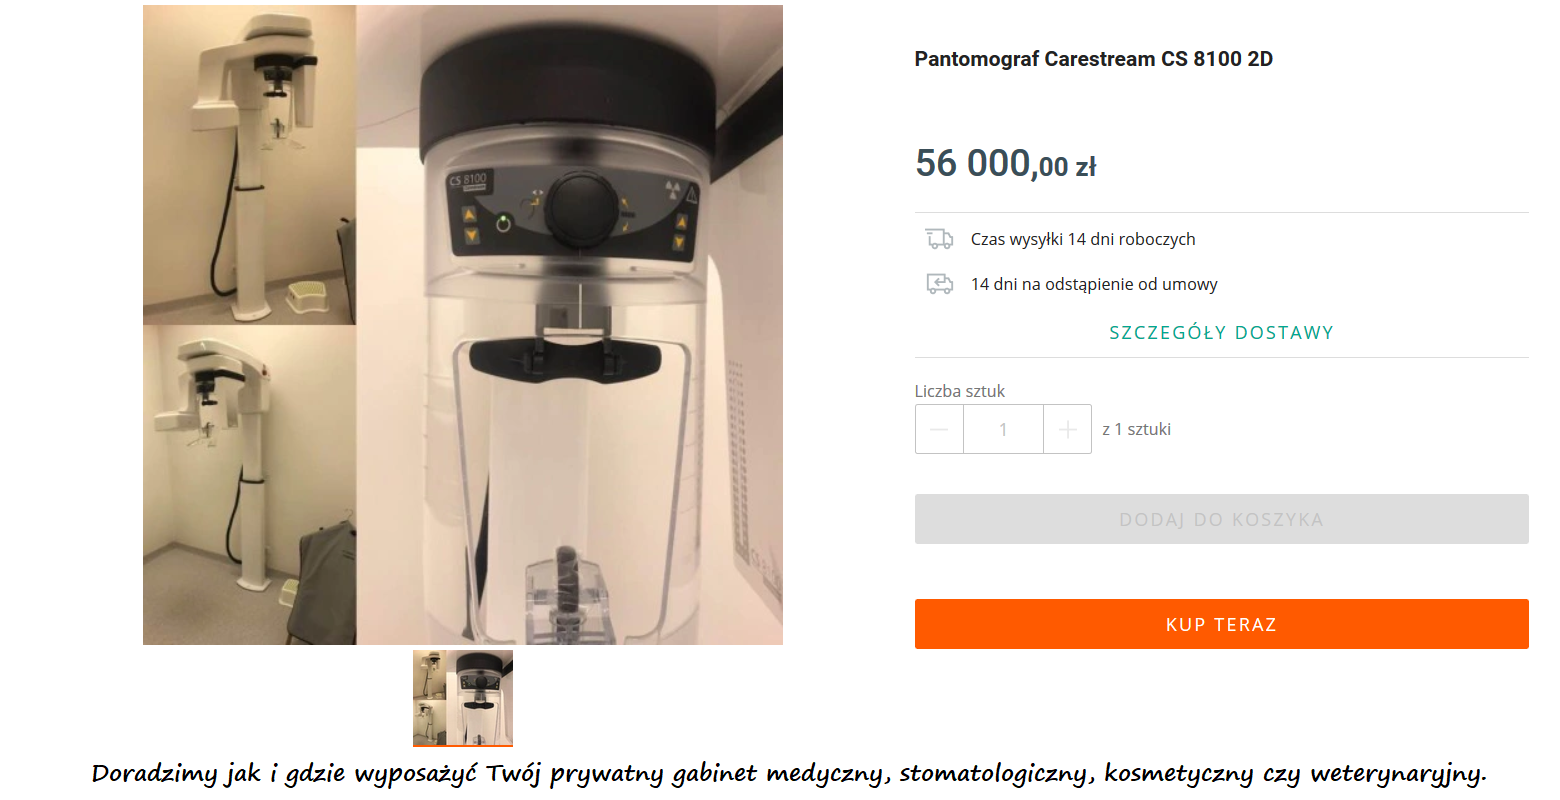 CS 8100
Pantomograf Carestream CS 8100 2D
56 000,00 zł
Czas wysyłki 14 dni roboczych
14 dni na odstąpienie od umowy
SZCZEGÓŁY DOSTAWY
Liczba sztuk
1
z 1 sztuki
DODAJ DO KOSZYKA
KUP TERAZ
Doradzimy jak i gdzie wyposażyć Twój prywatny gabinet medyczny, stomatologiczny, kosmetyczny czy weterynaryjny.